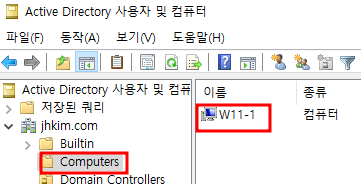 Active Directory 사용자 및 컴퓨터
파일(F) 동작(A) 보기(V) 도움말(H)
Active Directory 사용자 및 컴퓨
저장된 쿼리
jhkim.com
Builtin
Computers
Domain Controllers
이름 종류
W11-1 컴퓨터